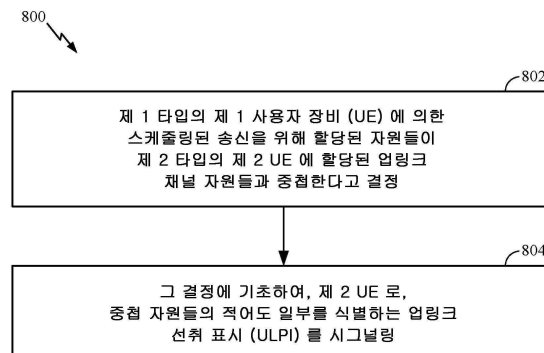 800
802
제 1 타입의 제 1 사용자 장비 (UE) 에 의한
스케줄링된 송신을 위해 할당된 자원들이
제 2 타입의 제 2 UE 에 할당된 업링크
채널 자원들과 중첩한다고 결정
804
그 결정에 기초하여, 제 2 UE 로,
중첩 자원들의 적어도 일부를 식별하는 업링크
선취 표시 (ULPI) 를 시그널링